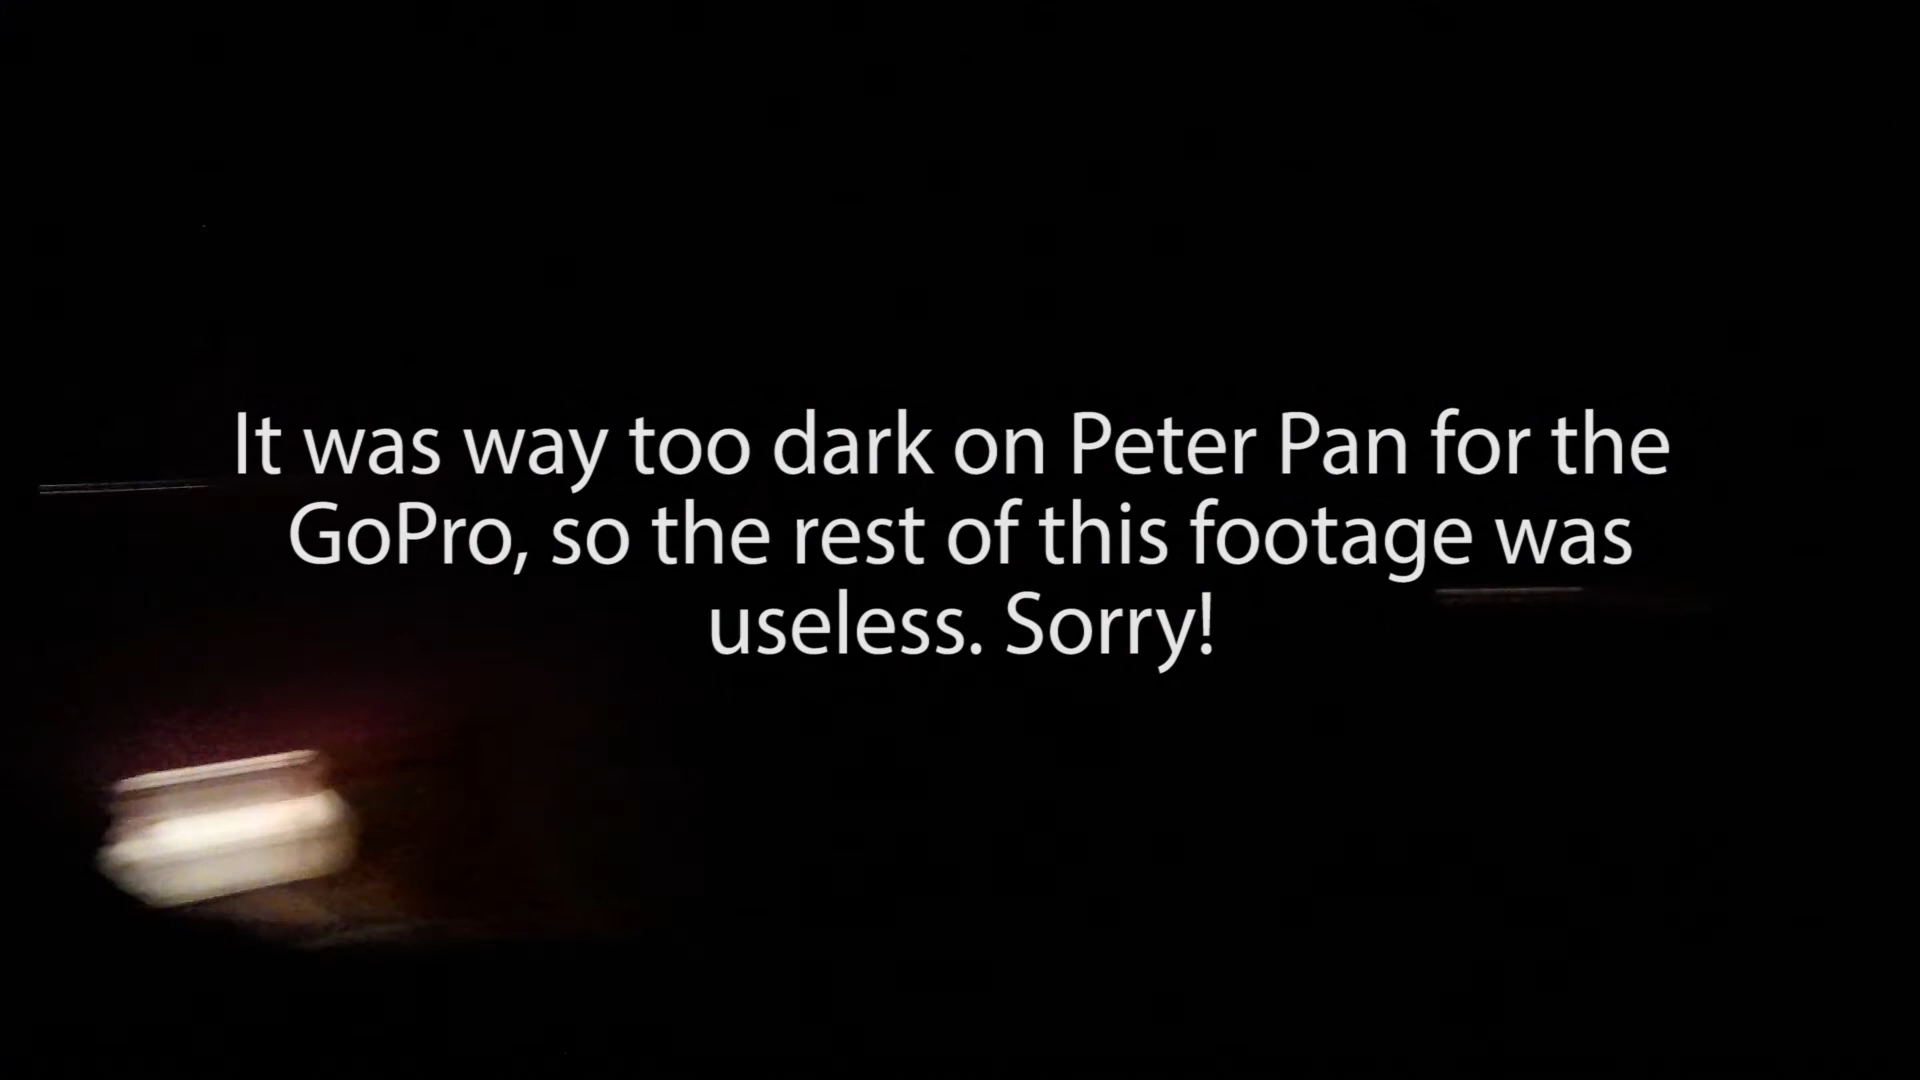 It was way too dark on Peter Pan for the
GoPro, so the rest of this footage was
useless. Sorry!